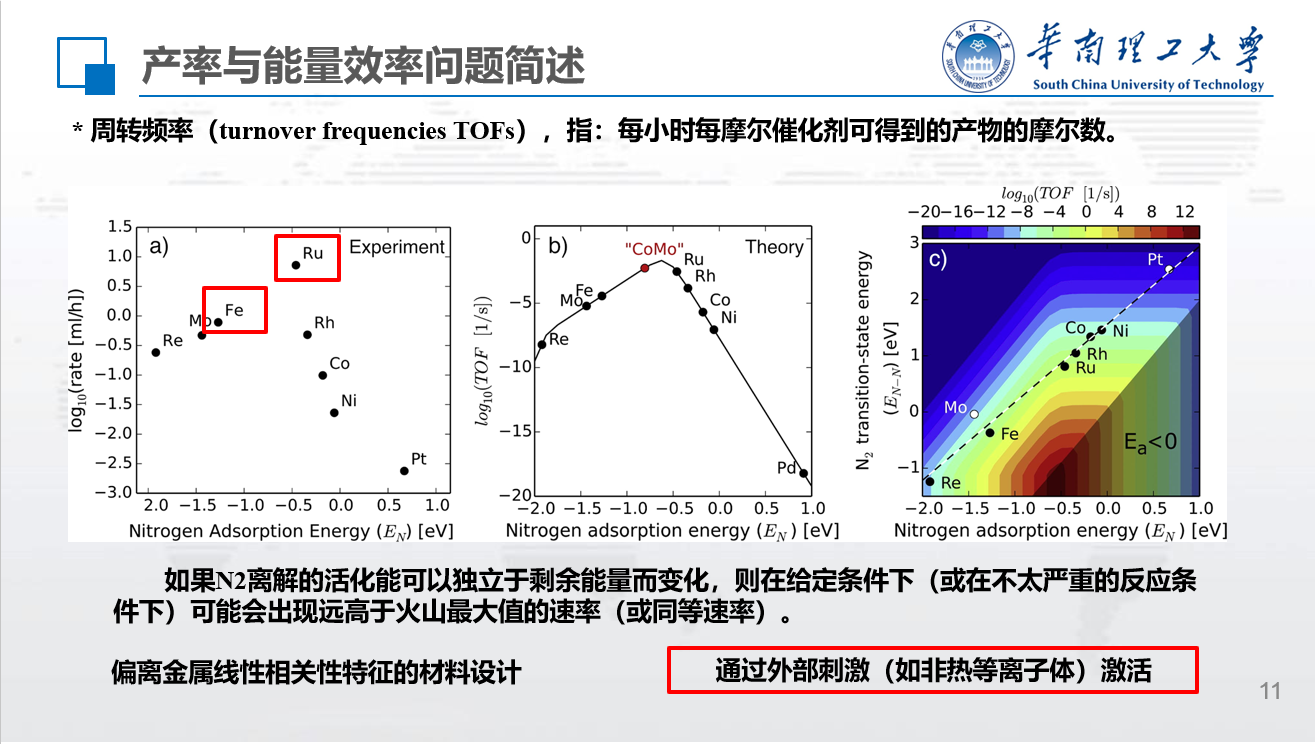 产率与能量效率问题简述
华南理工大学
South China University of Technology
* 周转频率（turnover frequencies TOFs），指：每小时每摩尔催化剂可得到的产物的摩尔数。
a)
Experiment
Ru
Fe
Mo
Re
Rh
Co
Ni
Pt
1.5
1.0
0.5
0.0
−0.5
−1.0
−1.5
−2.0
−2.5
−3.0
log10(rate [ml/h])
2.0 −1.5 −1.0 −0.5 0.0 0.5 1.0
Nitrogen Adsorption Energy (EN) [eV]
b)
Theory
"CoMo"
Ru
Rh
Fe
Mo
Co
Ni
Re
Pd
0
−5
−10
−15
−20
log10(TOF [1/s])
−2.0 −1.5 −1.0 −0.5 0.0 0.5 1.0
Nitrogen adsorption energy (EN) [eV]
log10(TOF [1/s])
−20−16−12 −8 −4 0 4 8 12
c)
Pt
Co
Ni
Rh
Ru
Mo
Fe
Re
Ea<0
3
2
1
0
−1
N2 transition-state energy
(EN−N) [eV]
−2.0 −1.5 −1.0 −0.5 0.0 0.5 1.0
Nitrogen adsorption energy (EN) [eV]
如果N2离解的活化能可以独立于剩余能量而变化，则在给定条件下（或在不太严重的反应条
件下）可能会出现远高于火山最大值的速率（或同等速率）。
偏离金属线性相关性特征的材料设计
通过外部刺激（如非热等离子体）激活
11